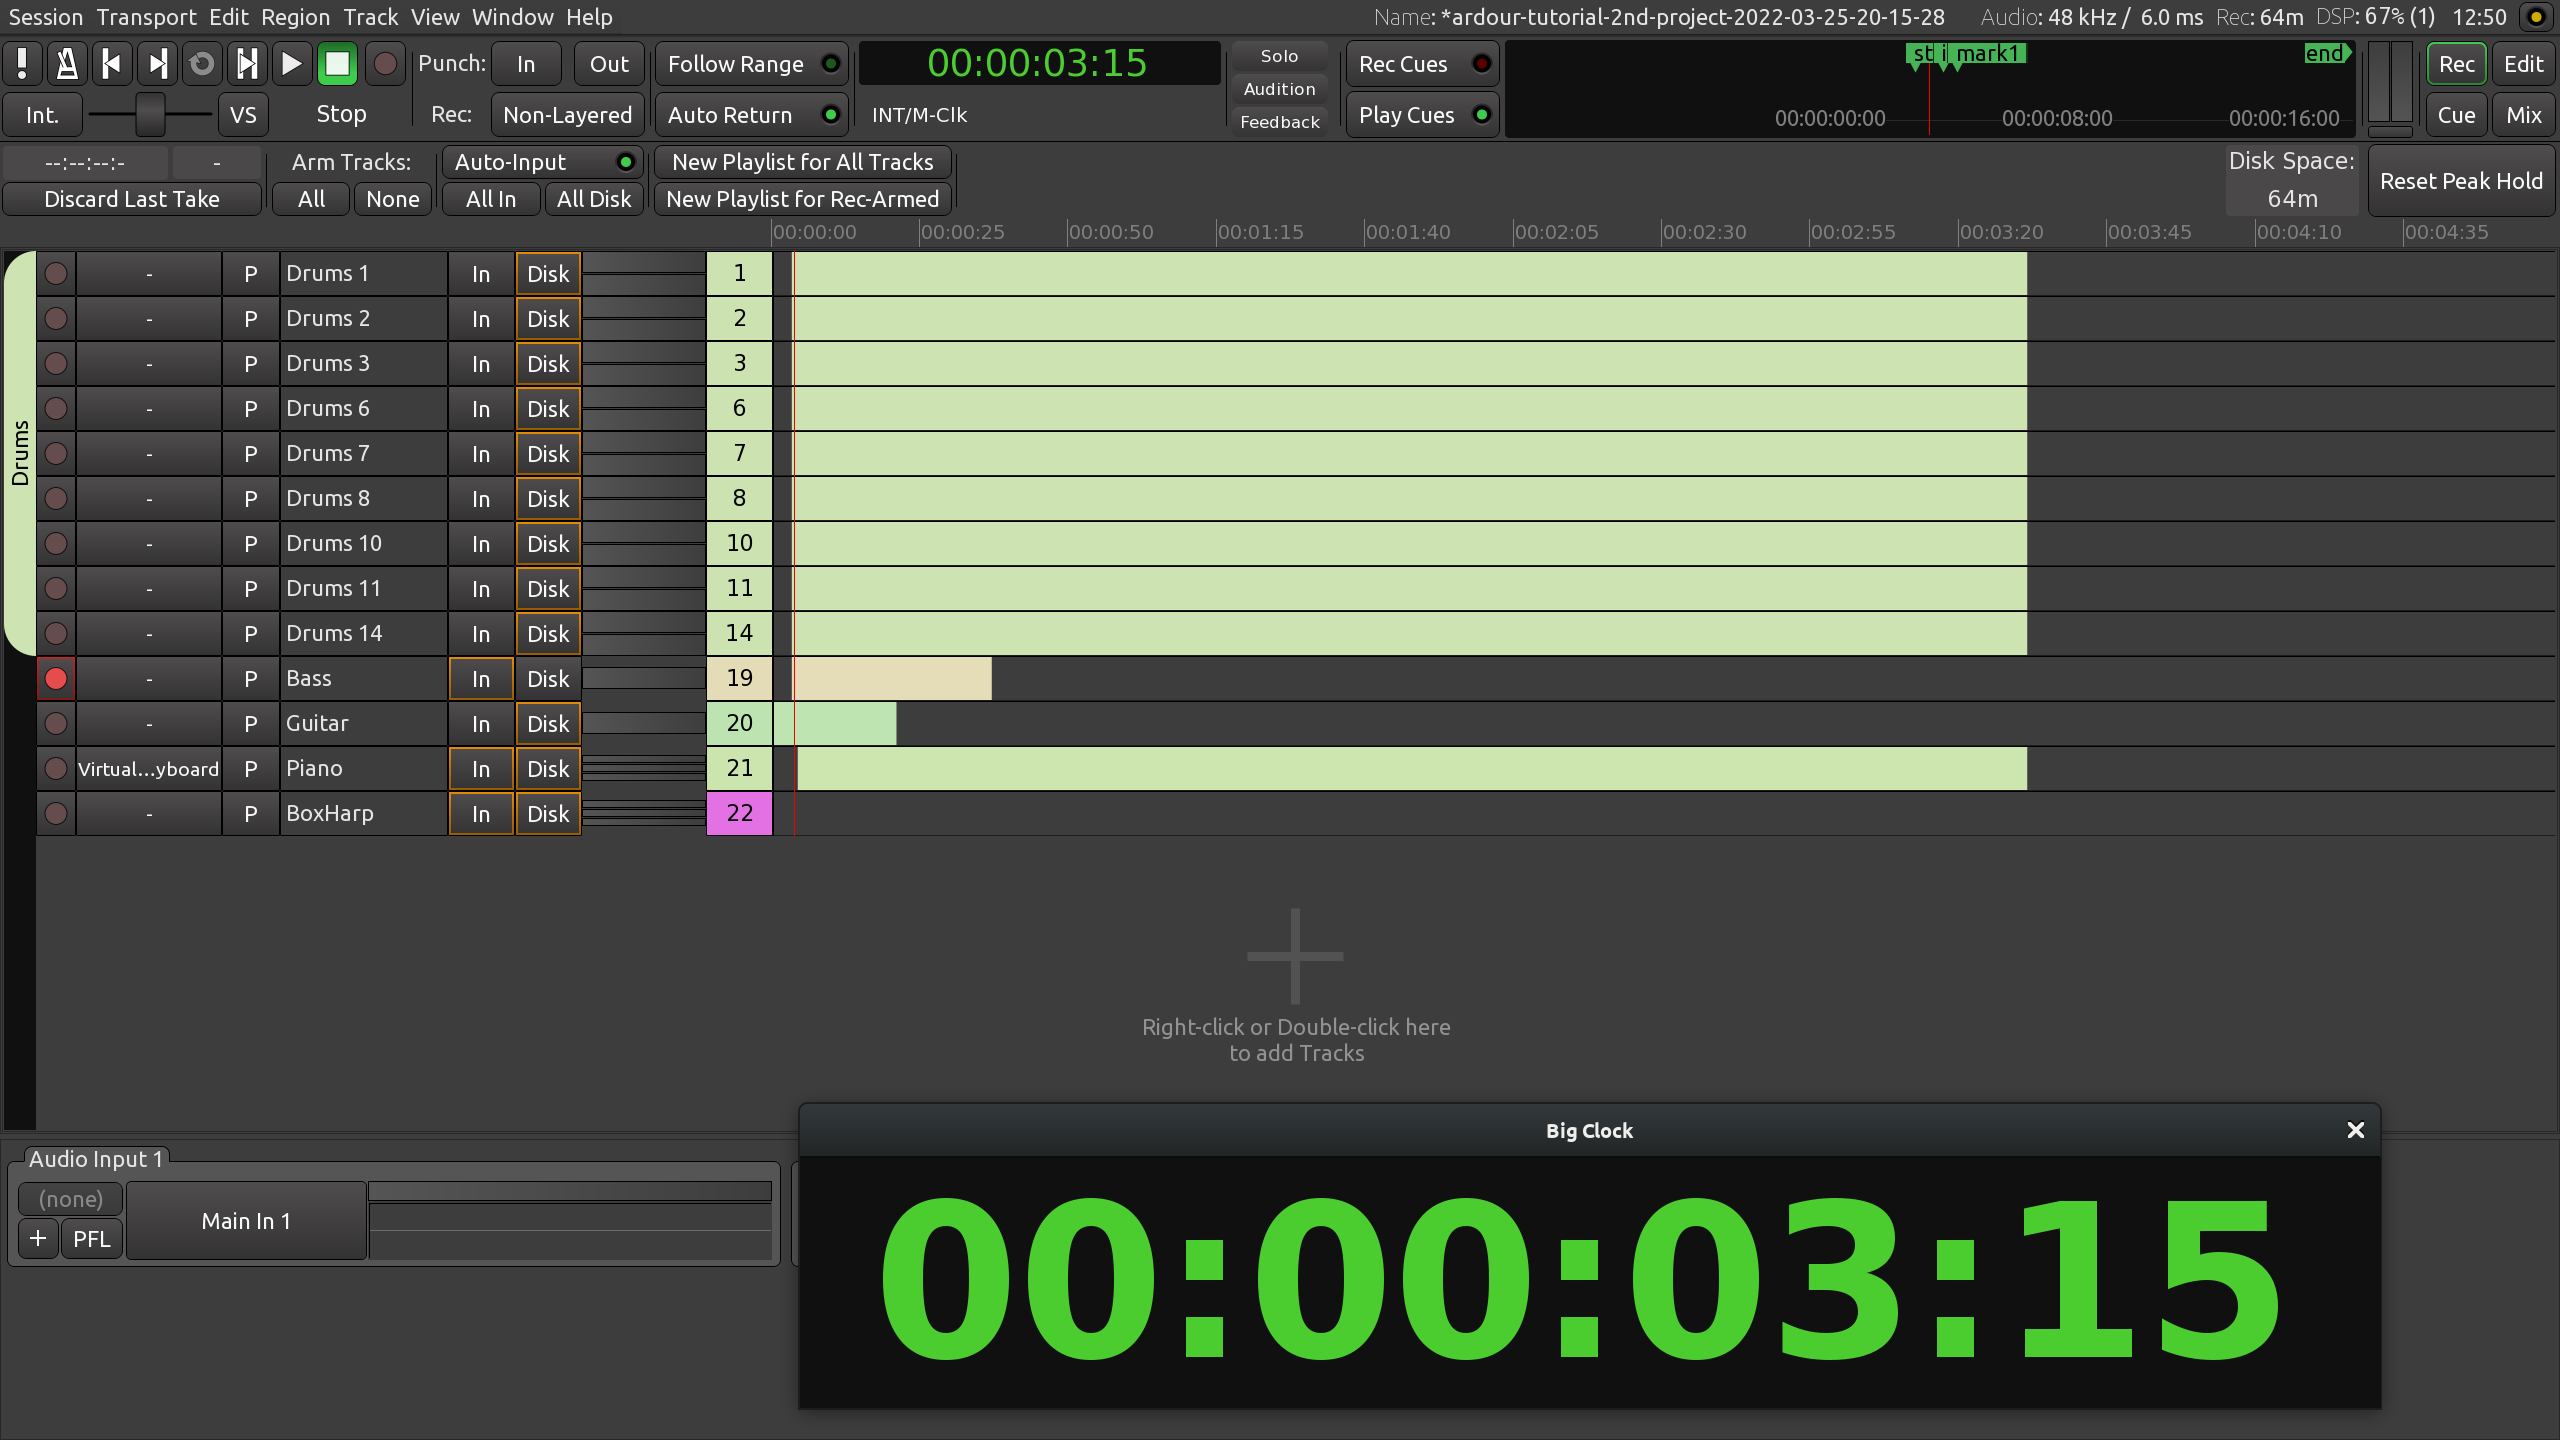 Session Transport Edit Region Track View Window Help
Name: *ardour-tutorial-2nd-project-2022-03-25-20-15-28 Audio: 48 kHz / 6.0 ms Rec: 64m DSP: 67% (1) 12:50
Punch: In Out Follow Range 00:00:03:15 Solo Rec Cues st i mark1 end Rec Edit
Audition
Int. VS Stop Rec: Non-Layered Auto Return INT/M-Clk Feedback Play Cues 00:00:00:00 00:00:08:00 00:00:16:00 Cue Mix
--:--:--:- - Arm Tracks: Auto-Input New Playlist for All Tracks Disk Space:
Discard Last Take All None All In All Disk New Playlist for Rec-Armed 64m Reset Peak Hold
00:00:00 00:00:25 00:00:50 00:01:15 00:01:40 00:02:05 00:02:30 00:02:55 00:03:20 00:03:45 00:04:10 00:04:35
Drums
- P Drums 1 In Disk 1
- P Drums 2 In Disk 2
- P Drums 3 In Disk 3
- P Drums 6 In Disk 6
- P Drums 7 In Disk 7
- P Drums 8 In Disk 8
- P Drums 10 In Disk 10
- P Drums 11 In Disk 11
- P Drums 14 In Disk 14
- P Bass In Disk 19
- P Guitar In Disk 20
Virtual...yboard P Piano In Disk 21
- P BoxHarp In Disk 22
Right-click or Double-click here
to add Tracks
Audio Input 1
(none)
+ PFL Main In 1
Big Clock
00:00:03:15